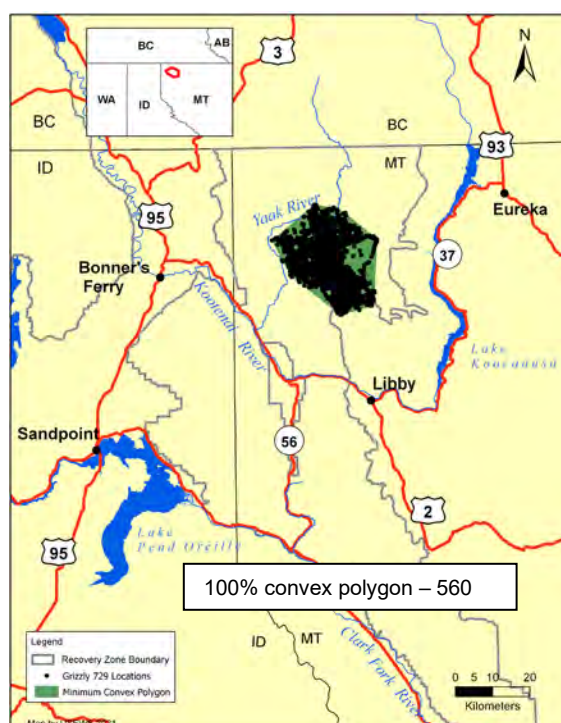 BC
AB
WA
ID
MT
3
N
BC
ID
BC
MT
93
Eureka
95
Yaak River
Bonner's
Ferry
37
Kootenai River
Lake
Koocanusa
Libby
Sandpoint
56
2
95
Lake
Pend Oreille
100% convex polygon – 560
ID
MT
Clark Fork River
Legend
Recovery Zone Boundary
Grizzly 729 Locations
Minimum Convex Polygon
0 5 10 20
Kilometers